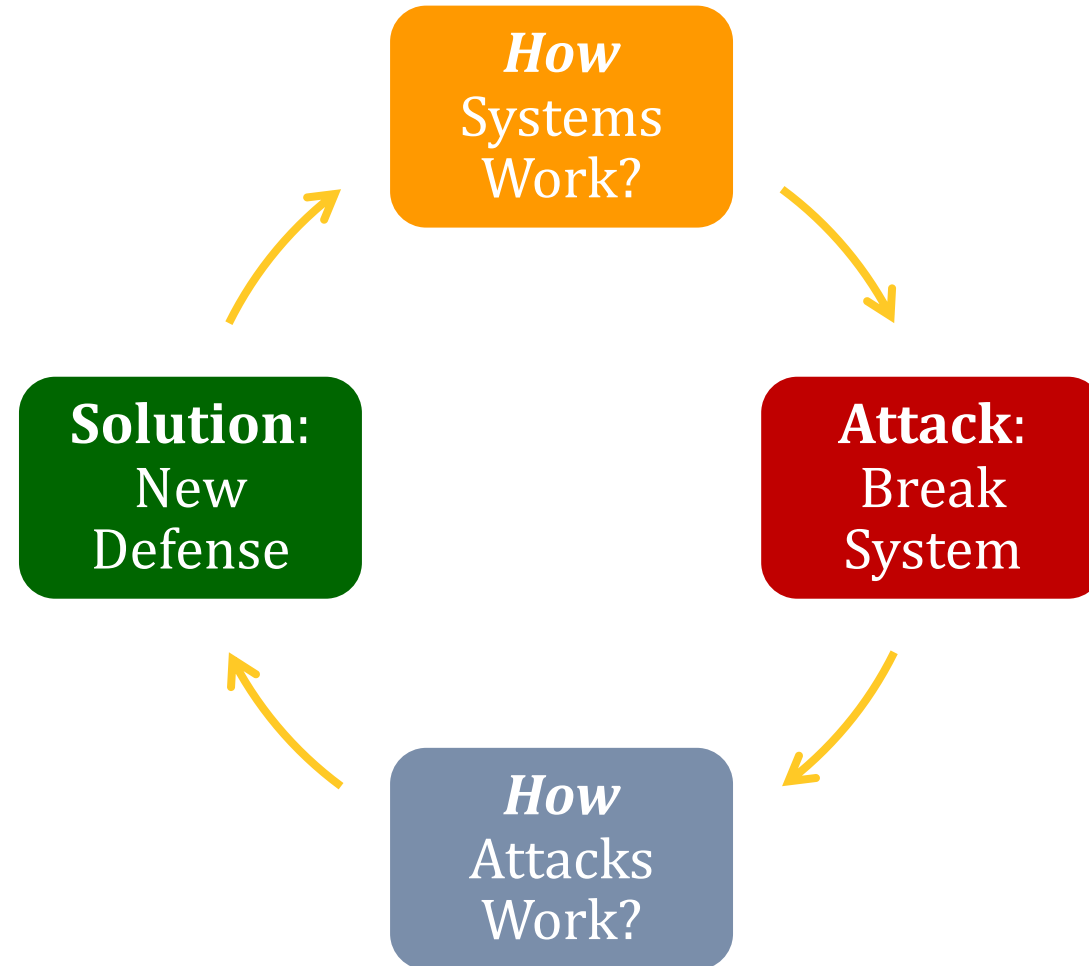 How
Systems
Work?
Solution:
New
Defense
Attack:
Break
System
How
Attacks
Work?